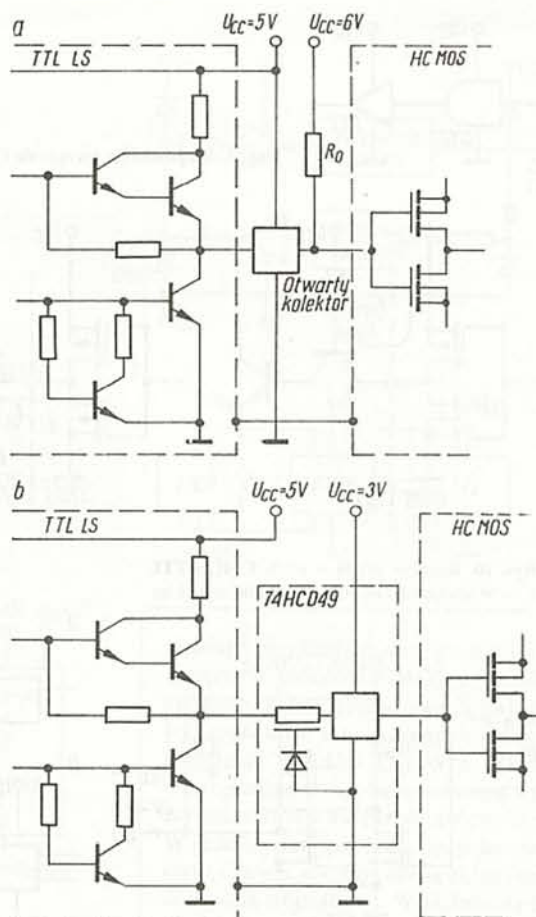 a
U_CC=5V U_CC=6V
TTL LS
HC MOS
R_O
Otwarty
kolektor
b
U_CC=5V U_CC=3V
TTL LS
HC MOS
74HCD49